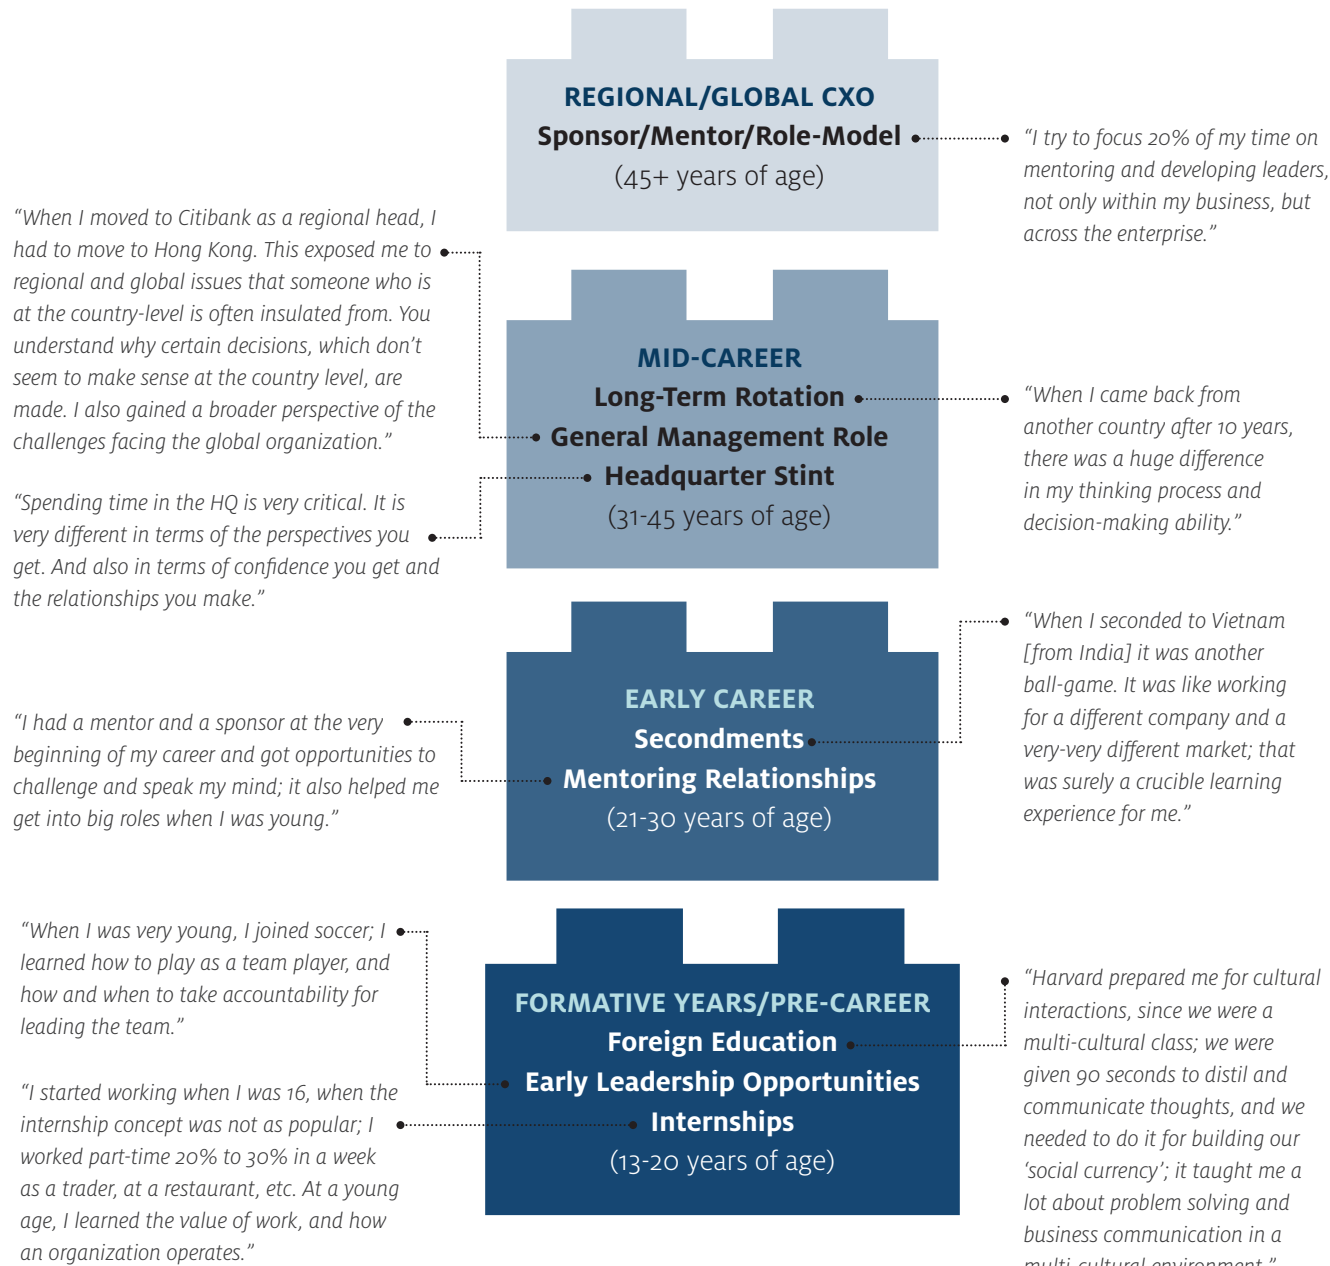 REGIONAL/GLOBAL CXO
Sponsor/Mentor/Role-Model
(45+ years of age)
“I try to focus 20% of my time on
mentoring and developing leaders,
not only within my business, but
across the enterprise.”
“When I moved to Citibank as a regional head, I
had to move to Hong Kong. This exposed me to
regional and global issues that someone who is
at the country-level is often insulated from. You
understand why certain decisions, which don’t
seem to make sense at the country level, are
made. I also gained a broader perspective of the
challenges facing the global organization.”
“Spending time in the HQ is very critical. It is
very different in terms of the perspectives you
get. And also in terms of confidence you get and
the relationships you make.”
MID-CAREER
Long-Term Rotation
General Management Role
Headquarter Stint
(31-45 years of age)
“When I came back from
another country after 10 years,
there was a huge difference
in my thinking process and
decision-making ability.”
“I had a mentor and a sponsor at the very
beginning of my career and got opportunities to
challenge and speak my mind; it also helped me
get into big roles when I was young.”
EARLY CAREER
Secondments
Mentoring Relationships
(21-30 years of age)
“When I seconded to Vietnam
[from India] it was another
ball-game. It was like working
for a different company and a
very-very different market; that
was surely a crucible learning
experience for me.”
“When I was very young, I joined soccer; I
learned how to play as a team player, and
how and when to take accountability for
leading the team.”
“I started working when I was 16, when the
internship concept was not as popular; I
worked part-time 20% to 30% in a week
as a trader, at a restaurant, etc. At a young
age, I learned the value of work, and how
an organization operates.”
FORMATIVE YEARS/PRE-CAREER
Foreign Education
Early Leadership Opportunities
Internships
(13-20 years of age)
“Harvard prepared me for cultural
interactions, since we were a
multi-cultural class; we were
given 90 seconds to distil and
communicate thoughts, and we
needed to do it for building our
‘social currency’; it taught me a
lot about problem solving and
business communication in a
multi-cultural environment.”